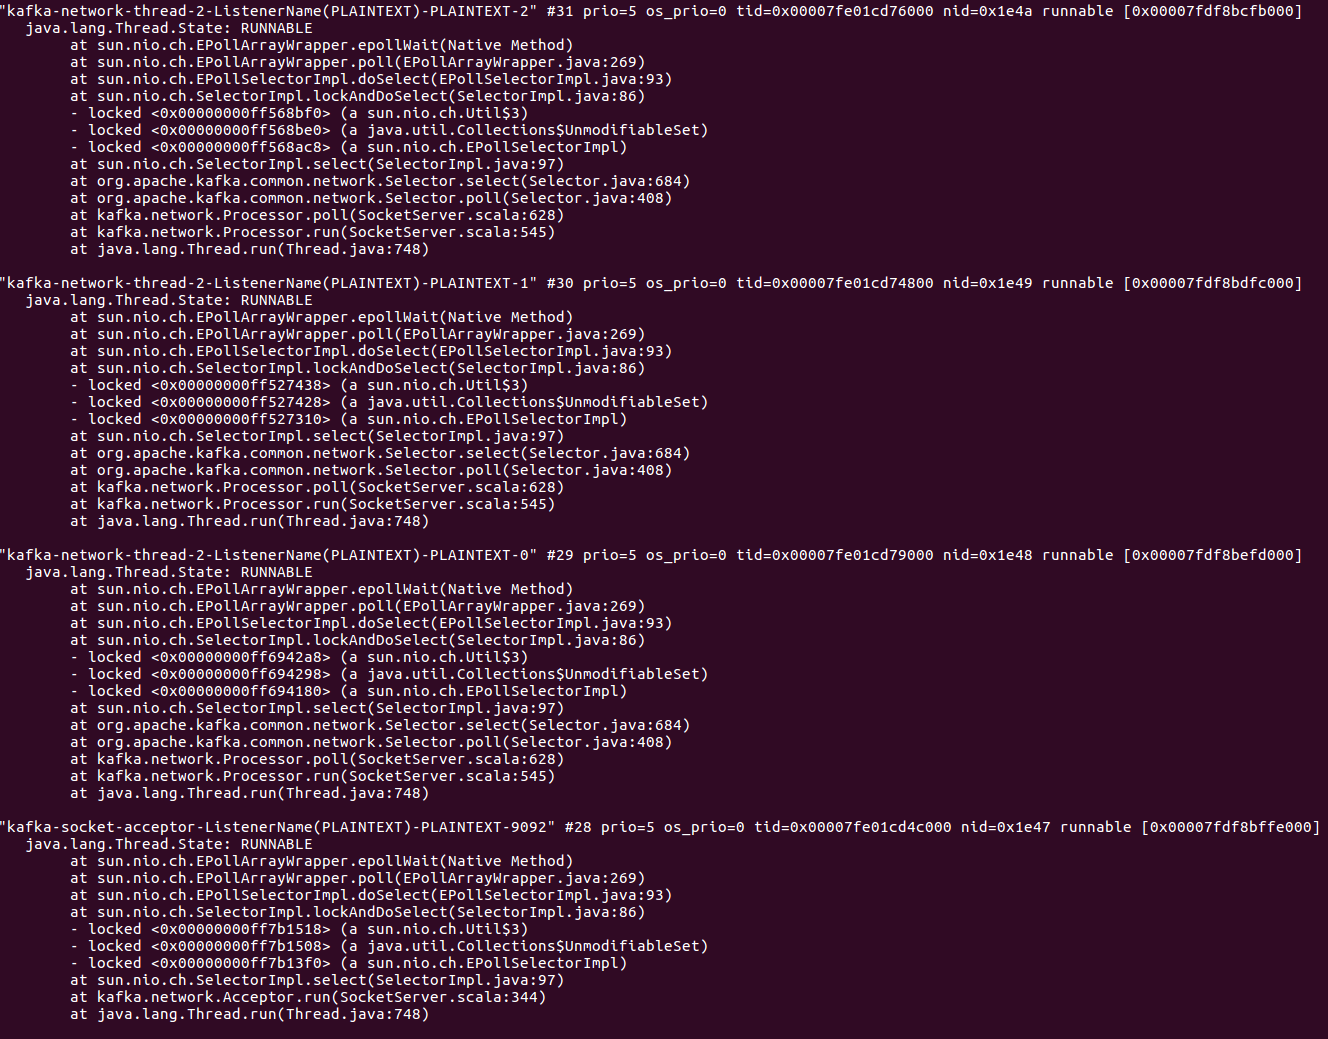 "kafka-network-thread-2-ListenerName(PLAINTEXT)-PLAINTEXT-2" #31 prio=5 os_prio=0 tid=0x00007fe01cd76000 nid=0x1e4a runnable [0x00007fdf8bcfb000]
   java.lang.Thread.State: RUNNABLE
        at sun.nio.ch.EPollArrayWrapper.epollWait(Native Method)
        at sun.nio.ch.EPollArrayWrapper.poll(EPollArrayWrapper.java:269)
        at sun.nio.ch.EPollSelectorImpl.doSelect(EPollSelectorImpl.java:93)
        at sun.nio.ch.SelectorImpl.lockAndDoSelect(SelectorImpl.java:86)
        - locked <0x00000000ff568bf0> (a sun.nio.ch.Util$3)
        - locked <0x00000000ff568be0> (a java.util.Collections$UnmodifiableSet)
        - locked <0x00000000ff568ac8> (a sun.nio.ch.EPollSelectorImpl)
        at sun.nio.ch.SelectorImpl.select(SelectorImpl.java:97)
        at org.apache.kafka.common.network.Selector.select(Selector.java:684)
        at org.apache.kafka.common.network.Selector.poll(Selector.java:408)
        at kafka.network.Processor.poll(SocketServer.scala:628)
        at kafka.network.Processor.run(SocketServer.scala:545)
        at java.lang.Thread.run(Thread.java:748)

"kafka-network-thread-2-ListenerName(PLAINTEXT)-PLAINTEXT-1" #30 prio=5 os_prio=0 tid=0x00007fe01cd74800 nid=0x1e49 runnable [0x00007fdf8bdfc000]
   java.lang.Thread.State: RUNNABLE
        at sun.nio.ch.EPollArrayWrapper.epollWait(Native Method)
        at sun.nio.ch.EPollArrayWrapper.poll(EPollArrayWrapper.java:269)
        at sun.nio.ch.EPollSelectorImpl.doSelect(EPollSelectorImpl.java:93)
        at sun.nio.ch.SelectorImpl.lockAndDoSelect(SelectorImpl.java:86)
        - locked <0x00000000ff527438> (a sun.nio.ch.Util$3)
        - locked <0x00000000ff527428> (a java.util.Collections$UnmodifiableSet)
        - locked <0x00000000ff527310> (a sun.nio.ch.EPollSelectorImpl)
        at sun.nio.ch.SelectorImpl.select(SelectorImpl.java:97)
        at org.apache.kafka.common.network.Selector.select(Selector.java:684)
        at org.apache.kafka.common.network.Selector.poll(Selector.java:408)
        at kafka.network.Processor.poll(SocketServer.scala:628)
        at kafka.network.Processor.run(SocketServer.scala:545)
        at java.lang.Thread.run(Thread.java:748)

"kafka-network-thread-2-ListenerName(PLAINTEXT)-PLAINTEXT-0" #29 prio=5 os_prio=0 tid=0x00007fe01cd79000 nid=0x1e48 runnable [0x00007fdf8befd000]
   java.lang.Thread.State: RUNNABLE
        at sun.nio.ch.EPollArrayWrapper.epollWait(Native Method)
        at sun.nio.ch.EPollArrayWrapper.poll(EPollArrayWrapper.java:269)
        at sun.nio.ch.EPollSelectorImpl.doSelect(EPollSelectorImpl.java:93)
        at sun.nio.ch.SelectorImpl.lockAndDoSelect(SelectorImpl.java:86)
        - locked <0x00000000ff6942a8> (a sun.nio.ch.Util$3)
        - locked <0x00000000ff694298> (a java.util.Collections$UnmodifiableSet)
        - locked <0x00000000ff694180> (a sun.nio.ch.EPollSelectorImpl)
        at sun.nio.ch.SelectorImpl.select(SelectorImpl.java:97)
        at org.apache.kafka.common.network.Selector.select(Selector.java:684)
        at org.apache.kafka.common.network.Selector.poll(Selector.java:408)
        at kafka.network.Processor.poll(SocketServer.scala:628)
        at kafka.network.Processor.run(SocketServer.scala:545)
        at java.lang.Thread.run(Thread.java:748)

"kafka-socket-acceptor-ListenerName(PLAINTEXT)-PLAINTEXT-9092" #28 prio=5 os_prio=0 tid=0x00007fe01cd4c000 nid=0x1e47 runnable [0x00007fdf8bffe000]
   java.lang.Thread.State: RUNNABLE
        at sun.nio.ch.EPollArrayWrapper.epollWait(Native Method)
        at sun.nio.ch.EPollArrayWrapper.poll(EPollArrayWrapper.java:269)
        at sun.nio.ch.EPollSelectorImpl.doSelect(EPollSelectorImpl.java:93)
        at sun.nio.ch.SelectorImpl.lockAndDoSelect(SelectorImpl.java:86)
        - locked <0x00000000ff7b1518> (a sun.nio.ch.Util$3)
        - locked <0x00000000ff7b1508> (a java.util.Collections$UnmodifiableSet)
        - locked <0x00000000ff7b13f0> (a sun.nio.ch.EPollSelectorImpl)
        at sun.nio.ch.SelectorImpl.select(SelectorImpl.java:97)
        at kafka.network.Acceptor.run(SocketServer.scala:344)
        at java.lang.Thread.run(Thread.java:748)